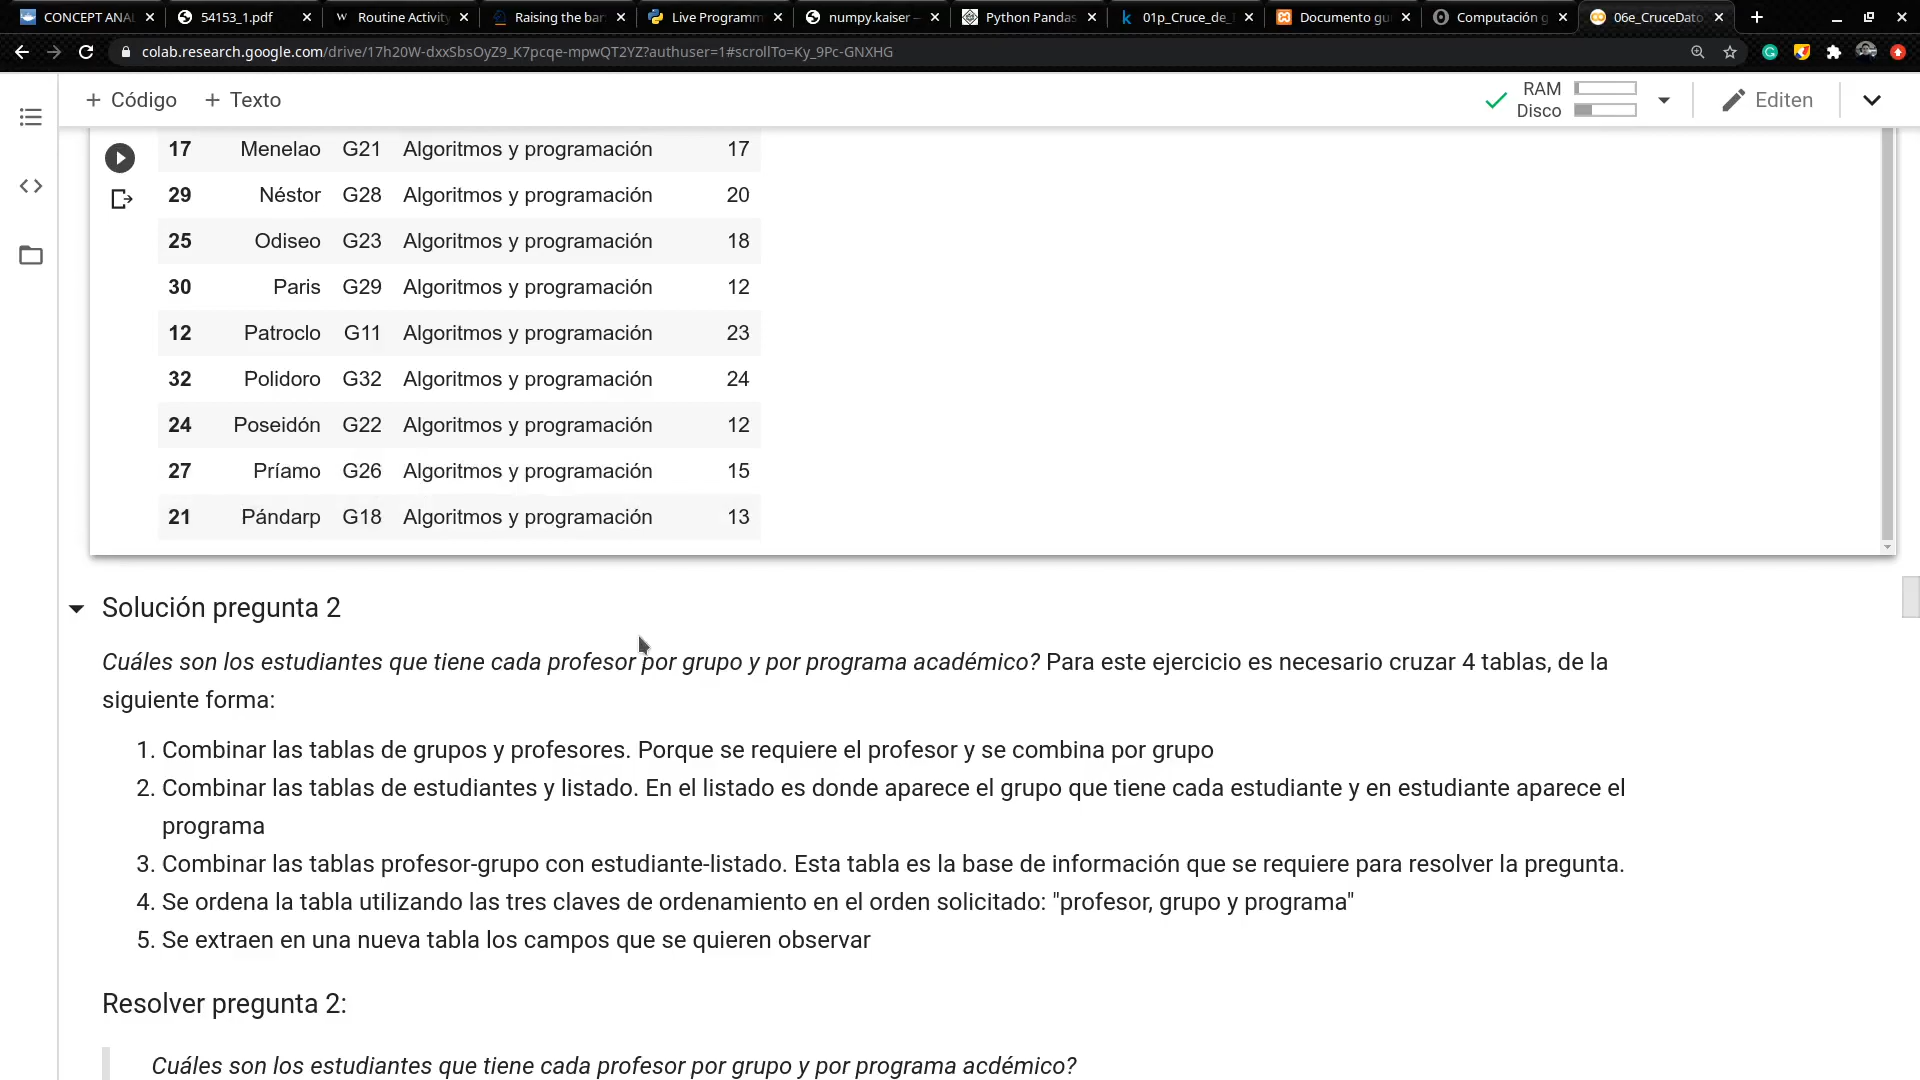 CONCEPT ANAL
54153_1.pdf
Routine Activity
Raising the bar
Live Programm
numpy.kaiser —
Python Pandas
01p_Cruce_de_
Documento gu
Computación g
06e_CruceDato
colab.research.google.com/drive/17h20W-dxxSbsOyZ9_K7pcqe-mpwQT2YZ?authuser=1#scrollTo=Ky_9Pc-GNXHG
+ Código + Texto
RAM
Disco
Editen
17 Menelao G21 Algoritmos y programación 17
29 Néstor G28 Algoritmos y programación 20
25 Odiseo G23 Algoritmos y programación 18
30 Paris G29 Algoritmos y programación 12
12 Patroclo G11 Algoritmos y programación 23
32 Polidoro G32 Algoritmos y programación 24
24 Poseidón G22 Algoritmos y programación 12
27 Príamo G26 Algoritmos y programación 15
21 Pándarp G18 Algoritmos y programación 13
Solución pregunta 2
Cuáles son los estudiantes que tiene cada profesor por grupo y por programa académico? Para este ejercicio es necesario cruzar 4 tablas, de la
siguiente forma:
1. Combinar las tablas de grupos y profesores. Porque se requiere el profesor y se combina por grupo
2. Combinar las tablas de estudiantes y listado. En el listado es donde aparece el grupo que tiene cada estudiante y en estudiante aparece el
programa
3. Combinar las tablas profesor-grupo con estudiante-listado. Esta tabla es la base de información que se requiere para resolver la pregunta.
4. Se ordena la tabla utilizando las tres claves de ordenamiento en el orden solicitado: "profesor, grupo y programa"
5. Se extraen en una nueva tabla los campos que se quieren observar
Resolver pregunta 2:
Cuáles son los estudiantes que tiene cada profesor por grupo y por programa acdémico?